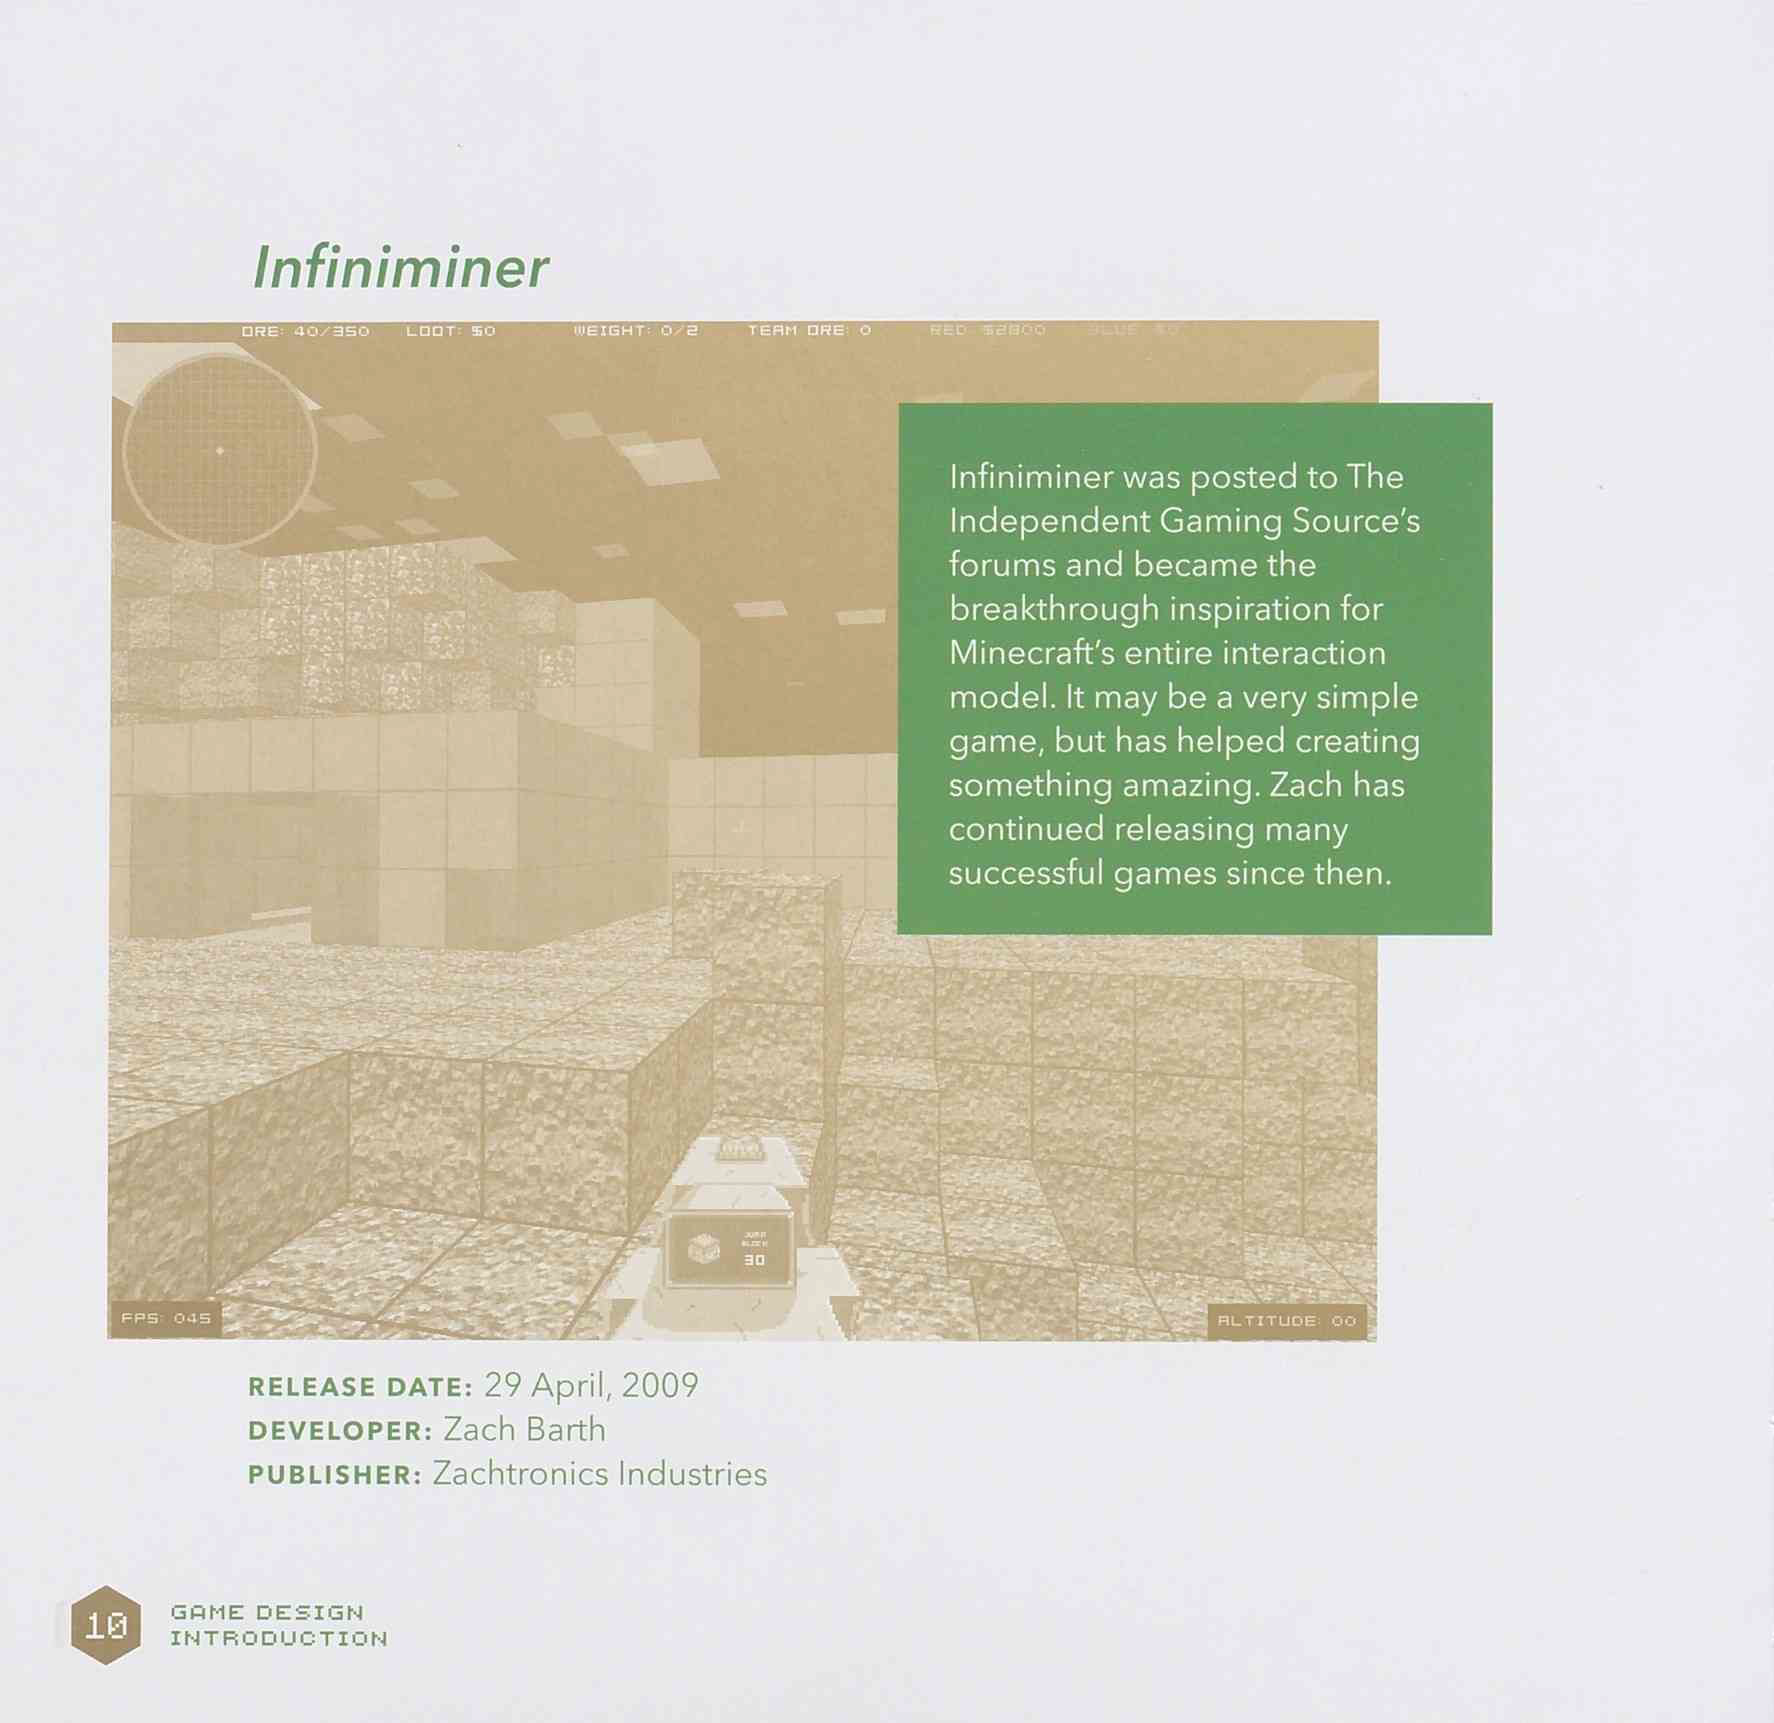 Infiniminer
ORE: 40/350 LOOT: $0 WEIGHT: 0/2 TEAM ORE: 0 RED: $2800 BLUE: $0
Infiniminer was posted to The
Independent Gaming Source’s
forums and became the
breakthrough inspiration for
Minecraft’s entire interaction
model. It may be a very simple
game, but has helped creating
something amazing. Zach has
continued releasing many
successful games since then.
JUMP
BLOCK
30
FPS: 045
ALTITUDE: 00
RELEASE DATE: 29 April, 2009
DEVELOPER: Zach Barth
PUBLISHER: Zachtronics Industries
10
GAME DESIGN
INTRODUCTION